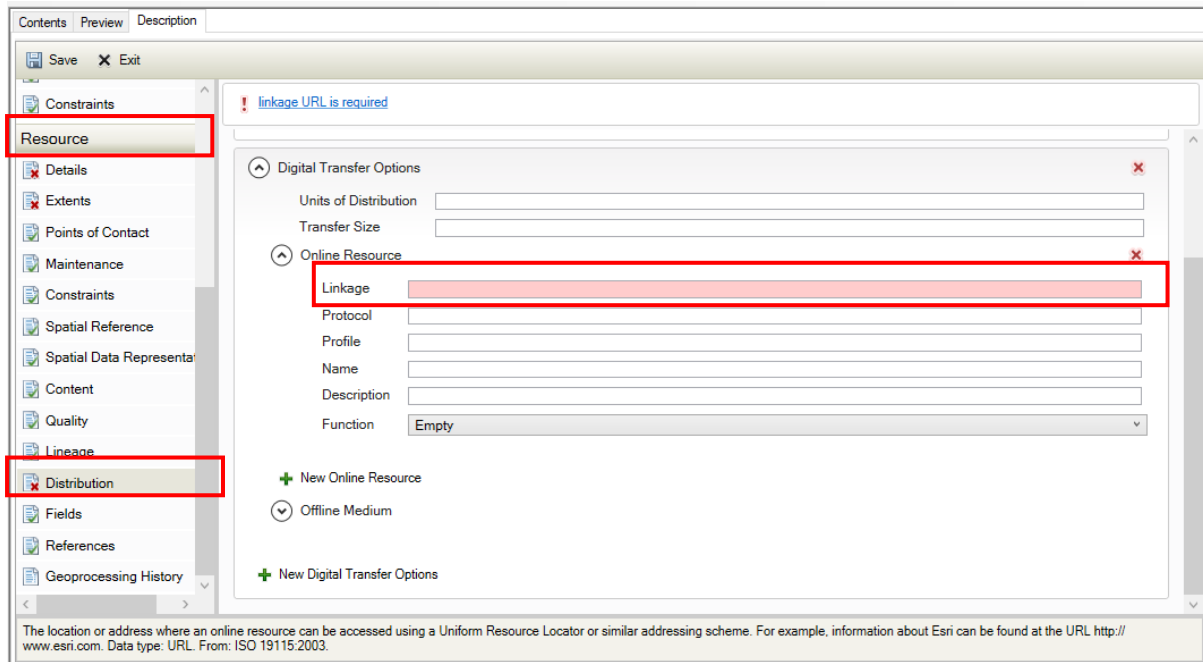 Contents Preview Description
Save Exit
Constraints
Resource
Details
Extents
Points of Contact
Maintenance
Constraints
Spatial Reference
Spatial Data Representat
Content
Quality
Lineage
Distribution
Fields
References
Geoprocessing History
linkage URL is required
Digital Transfer Options
Units of Distribution
Transfer Size
Online Resource
Linkage
Protocol
Profile
Name
Description
Function Empty
New Online Resource
Offline Medium
New Digital Transfer Options
The location or address where an online resource can be accessed using a Uniform Resource Locator or similar addressing scheme. For example, information about Esri can be found at the URL http://
www.esri.com. Data type: URL. From: ISO 19115:2003.